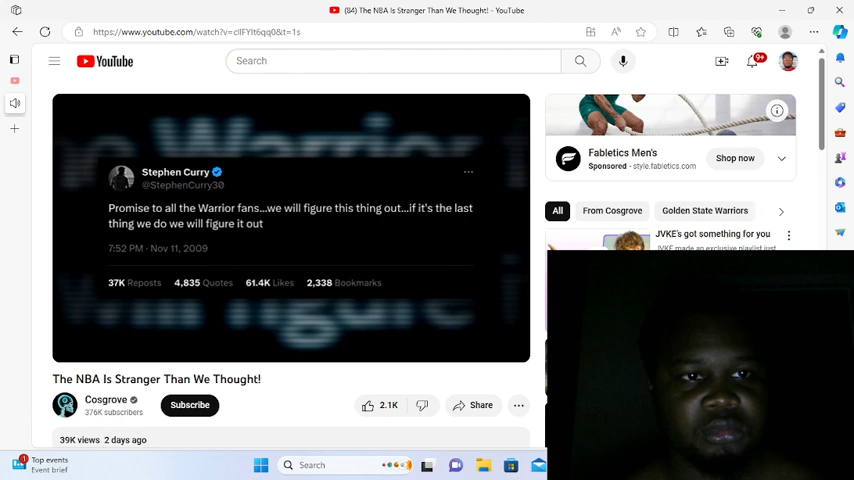 (84) The NBA Is Stranger Than We Thought! - YouTube
https://www.youtube.com/watch?v=cIlFYIt6qq0&t=1s
YouTube
Search
9+
Stephen Curry
@StephenCurry30
Promise to all the Warrior fans...we will figure this thing out...if it's the last
thing we do we will figure it out
7:52 PM · Nov 11, 2009
37K Reposts 4,835 Quotes 61.4K Likes 2,338 Bookmarks
Fabletics Men's
Sponsored · style.fabletics.com
Shop now
All
From Cosgrove
Golden State Warriors
JVKE's got something for you
JVKE made an exclusive playlist just
The NBA Is Stranger Than We Thought!
Cosgrove
376K subscribers
Subscribe
2.1K
Share
39K views 2 days ago
1
Top events
Event brief
Search